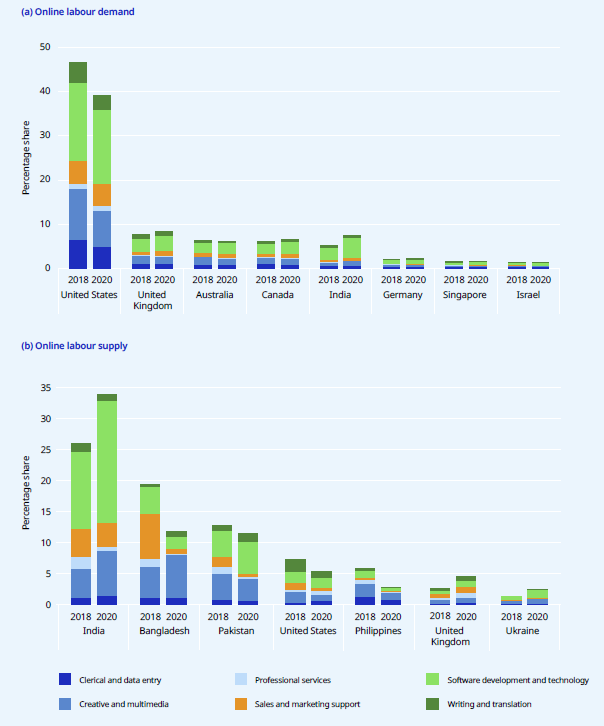 (a) Online labour demand
Percentage share
50
40
30
20
10
0
2018 2020 2018 2020 2018 2020 2018 2020 2018 2020 2018 2020 2018 2020 2018 2020
United States United Kingdom Australia Canada India Germany Singapore Israel
(b) Online labour supply
Percentage share
35
30
25
20
15
10
5
0
2018 2020 2018 2020 2018 2020 2018 2020 2018 2020 2018 2020 2018 2020
India Bangladesh Pakistan United States Philippines United Kingdom Ukraine
Clerical and data entry Professional services Software development and technology
Creative and multimedia Sales and marketing support Writing and translation